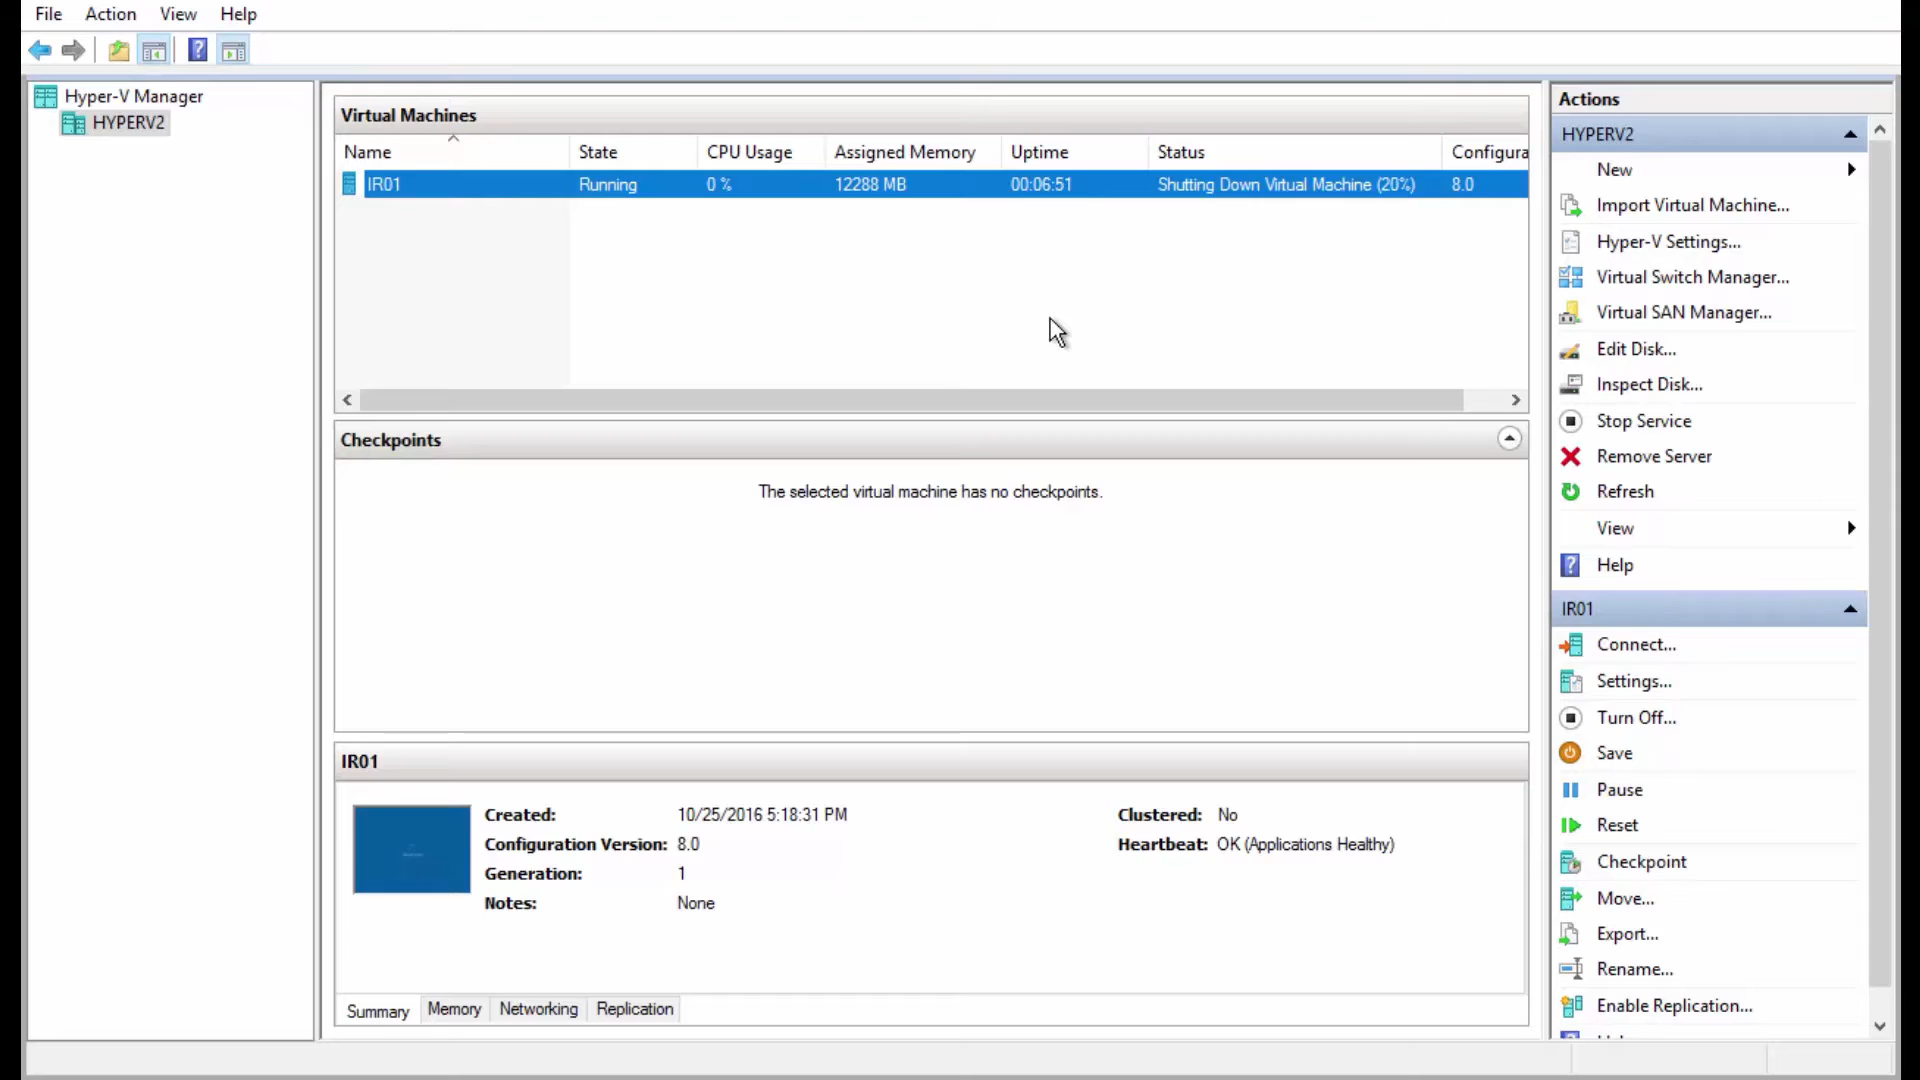 File Action View Help
Hyper-V Manager
HYPERV2
Virtual Machines
Name State CPU Usage Assigned Memory Uptime Status Configura
IR01 Running 0 % 12288 MB 00:06:51 Shutting Down Virtual Machine (20%) 8.0
Checkpoints
The selected virtual machine has no checkpoints.
IR01
Created: 10/25/2016 5:18:31 PM Clustered: No
Configuration Version: 8.0 Heartbeat: OK (Applications Healthy)
Generation: 1
Notes: None
Summary Memory Networking Replication
Actions
HYPERV2
New
Import Virtual Machine...
Hyper-V Settings...
Virtual Switch Manager...
Virtual SAN Manager...
Edit Disk...
Inspect Disk...
Stop Service
Remove Server
Refresh
View
Help
IR01
Connect...
Settings...
Turn Off...
Save
Pause
Reset
Checkpoint
Move...
Export...
Rename...
Enable Replication...